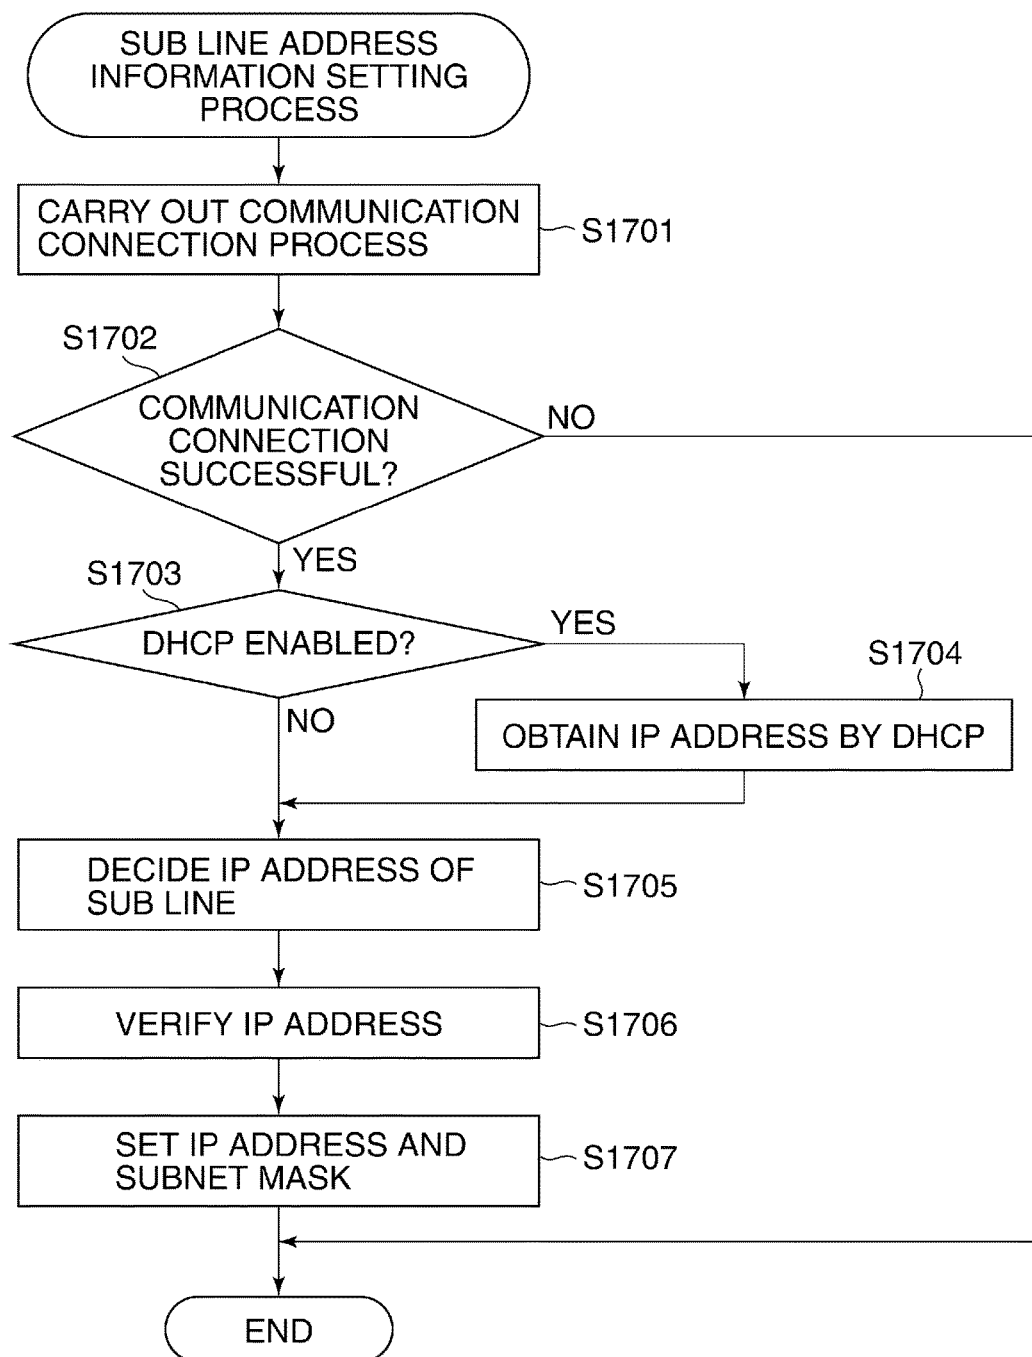 SUB LINE ADDRESS
INFORMATION SETTING
PROCESS
CARRY OUT COMMUNICATION
CONNECTION PROCESS
S1701
S1702
COMMUNICATION
CONNECTION
SUCCESSFUL?
NO
YES
S1703
DHCP ENABLED?
YES
S1704
NO
OBTAIN IP ADDRESS BY DHCP
DECIDE IP ADDRESS OF
SUB LINE
S1705
VERIFY IP ADDRESS
S1706
SET IP ADDRESS AND
SUBNET MASK
S1707
END